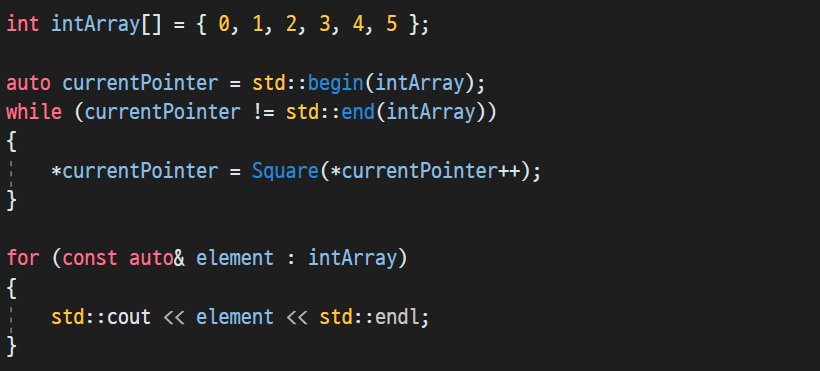 int intArray[] = { 0, 1, 2, 3, 4, 5 };
auto currentPointer = std::begin(intArray);
while (currentPointer != std::end(intArray))
{
    *currentPointer = Square(*currentPointer++);
}
for (const auto& element : intArray)
{
    std::cout << element << std::endl;
}